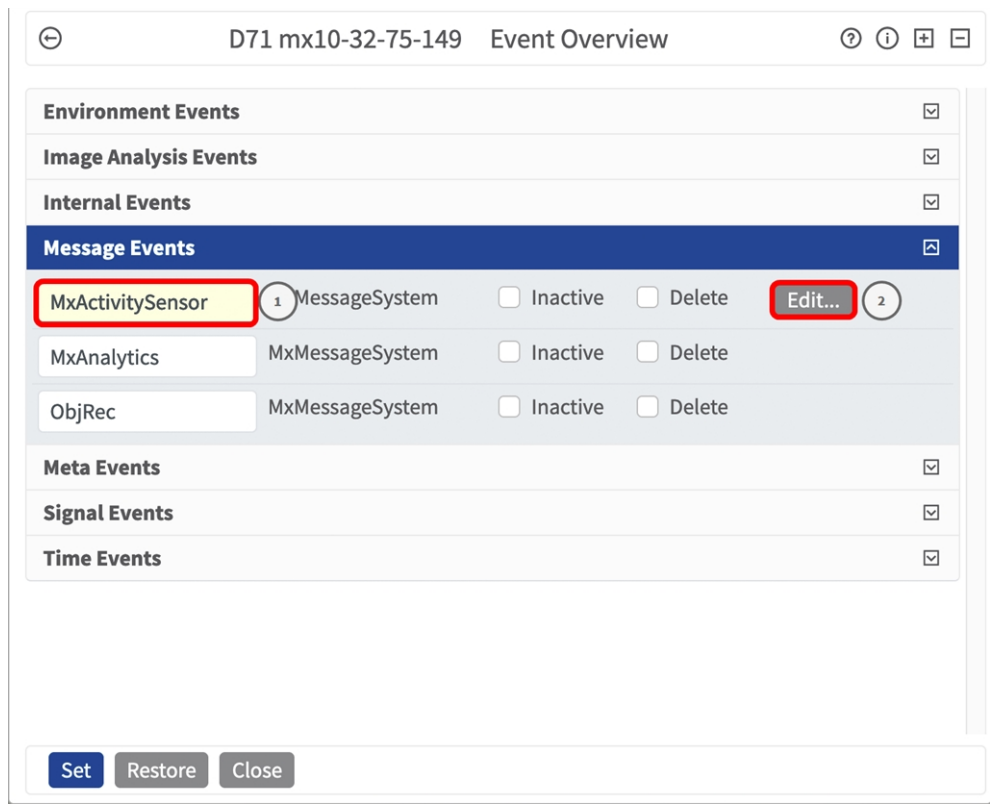 D71 mx10-32-75-149 Event Overview
Environment Events
Image Analysis Events
Internal Events
Message Events
MxActivitySensor 1 MessageSystem Inactive Delete Edit... 2
MxAnalytics MxMessageSystem Inactive Delete
ObjRec MxMessageSystem Inactive Delete
Meta Events
Signal Events
Time Events
Set Restore Close